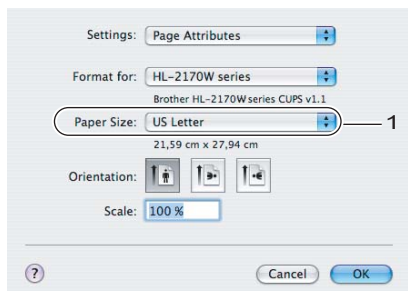 Settings: Page Attributes
Format for: HL-2170W series
Brother HL-2170W series CUPS v1.1
Paper Size: US Letter 1
21,59 cm x 27,94 cm
Orientation:
Scale: 100 %
? Cancel OK